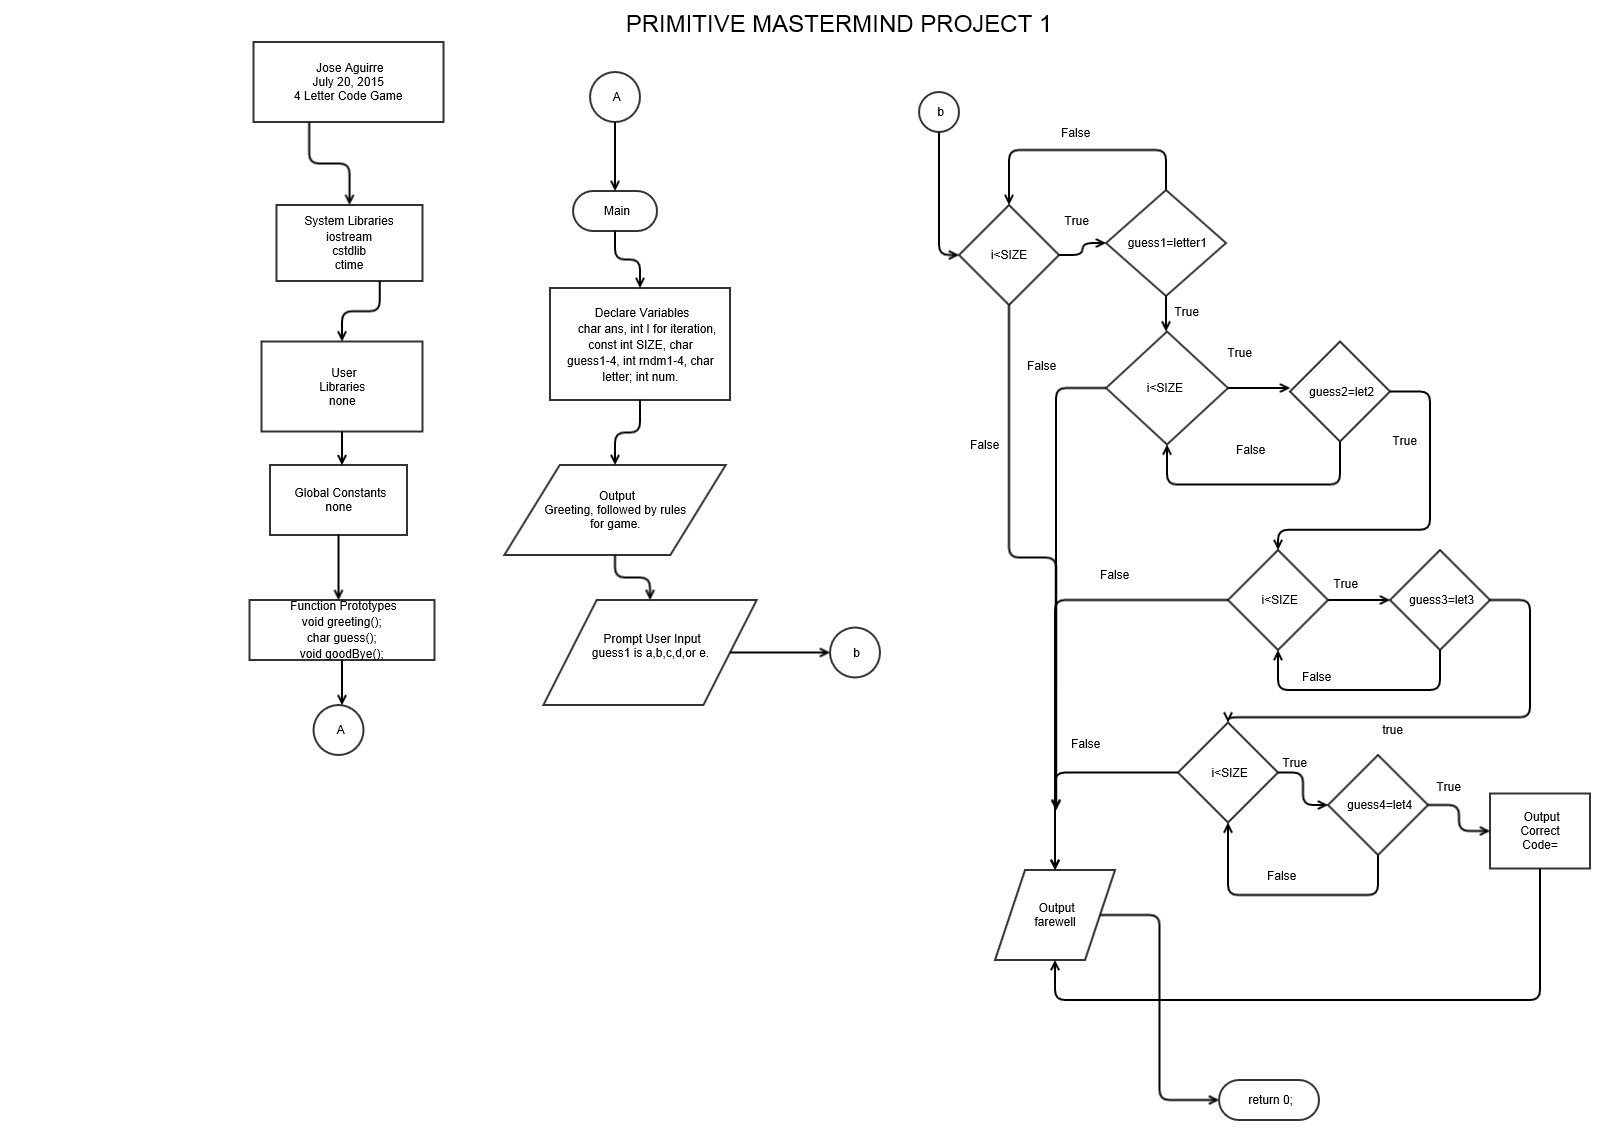 PRIMITIVE MASTERMIND PROJECT 1
Jose Aguirre
July 20, 2015
4 Letter Code Game
System Libraries
iostream
cstdlib
ctime
User
Libraries
none
Global Constants
none
Function Prototypes
void greeting();
char guess();
void goodBye();
A
A
Main
Declare Variables
char ans, int I for iteration,
const int SIZE, char
guess1-4, int rndm1-4, char
letter; int num.
Output
Greeting, followed by rules
for game.
Prompt User Input
guess1 is a,b,c,d,or e.
b
b
False
i<SIZE
True
guess1=letter1
True
False
False
i<SIZE
True
guess2=let2
False
True
False
i<SIZE
True
guess3=let3
False
true
False
i<SIZE
True
guess4=let4
True
False
Output
Correct
Code=
Output
farewell
return 0;